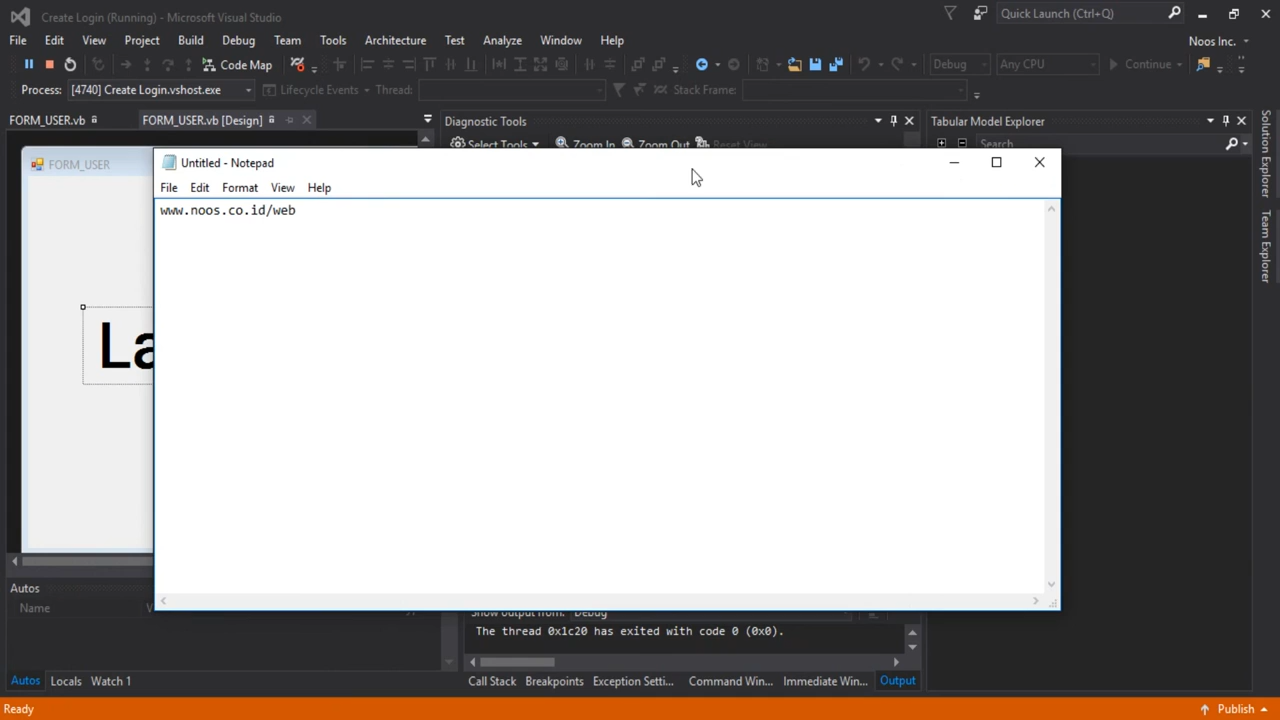 Create Login (Running) - Microsoft Visual Studio
Quick Launch (Ctrl+Q)
File Edit View Project Build Debug Team Tools Architecture Test Analyze Window Help
Noos Inc.
Code Map
Debug
Any CPU
Continue
Process: [4740] Create Login.vshost.exe
Lifecycle Events
Thread:
Stack Frame:
FORM_USER.vb
FORM_USER.vb [Design]
Diagnostic Tools
Tabular Model Explorer
Select Tools
Zoom In
Zoom Out
Reset View
Search
Solution Explorer
Team Explorer
FORM_USER
Untitled - Notepad
File Edit Format View Help
www.noos.co.id/web
La
Autos
Name
Show output from: Debug
The thread 0x1c20 has exited with code 0 (0x0).
Autos Locals Watch 1
Call Stack Breakpoints Exception Setti... Command Win... Immediate Win... Output
Ready
Publish